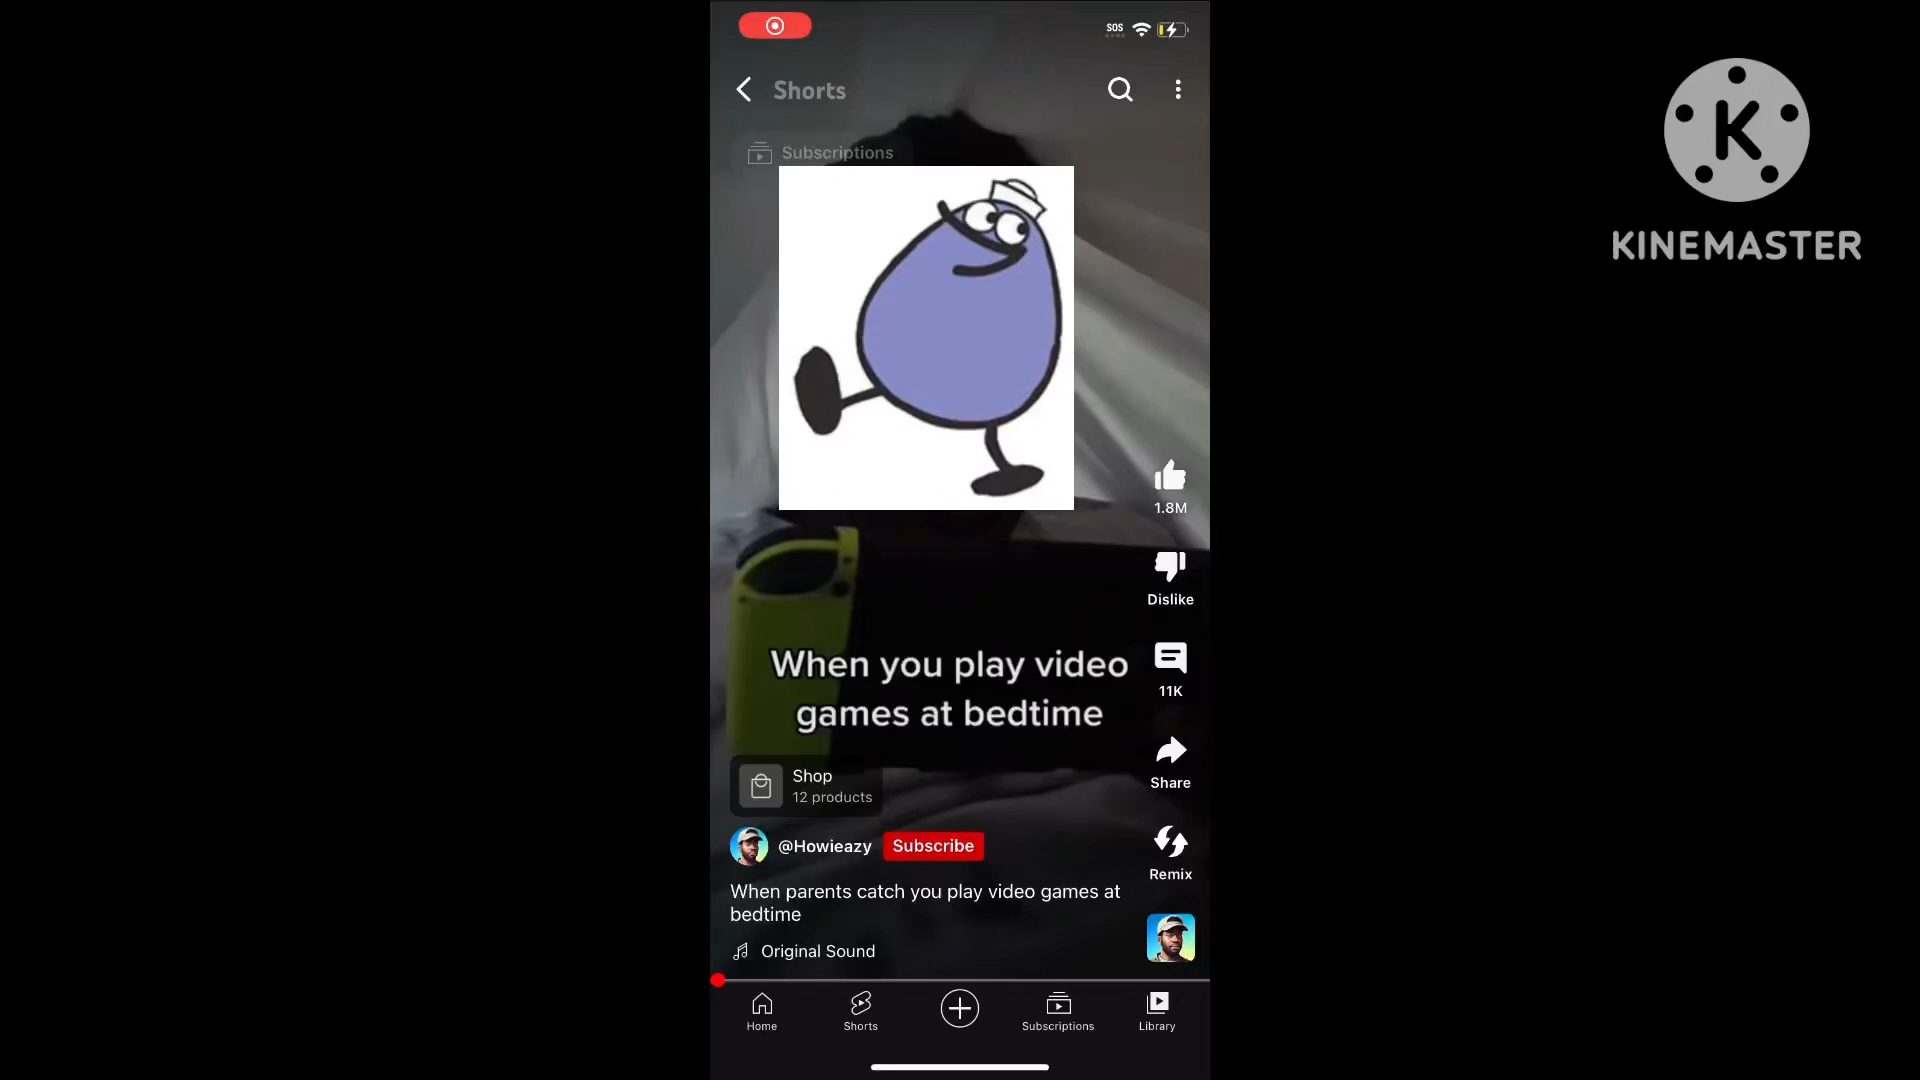 SOS
Shorts
Subscriptions
KINEMASTER
1.8M
Dislike
When you play video
games at bedtime
11K
Share
Shop
12 products
@Howieazy
Subscribe
Remix
When parents catch you play video games at
bedtime
Original Sound
Home
Shorts
Subscriptions
Library